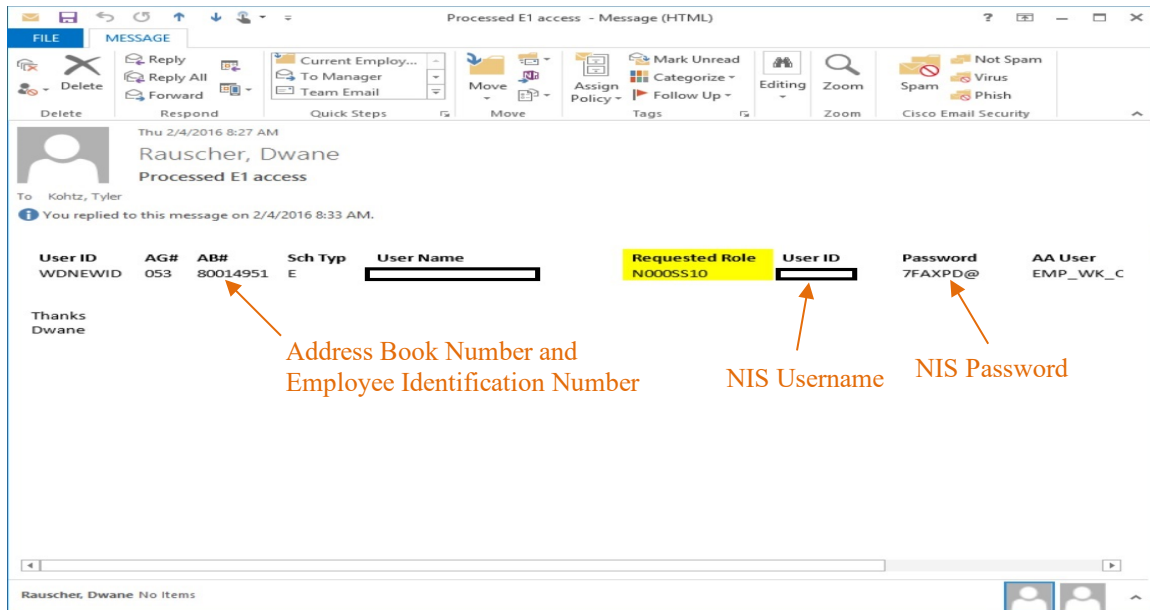 Processed E1 access - Message (HTML)
?
FILE MESSAGE
Delete
Reply
Reply All
Forward
Current Employ...
To Manager
Team Email
Move
Assign
Policy
Mark Unread
Categorize
Follow Up
Editing
Zoom
Spam
Not Spam
Virus
Phish
Delete Respond Quick Steps Move Tags Zoom Cisco Email Security
Thu 2/4/2016 8:27 AM
Rauscher, Dwane
Processed E1 access
To Kohtz, Tyler
You replied to this message on 2/4/2016 8:33 AM.
User ID AG# AB# Sch Typ User Name Requested Role User ID Password AA User
WDNEWID 053 80014951 E N000SS10 7FAXPD@ EMP_WK_C
Thanks
Dwane
Address Book Number and
Employee Identification Number
NIS Username
NIS Password
Rauscher, Dwane No Items